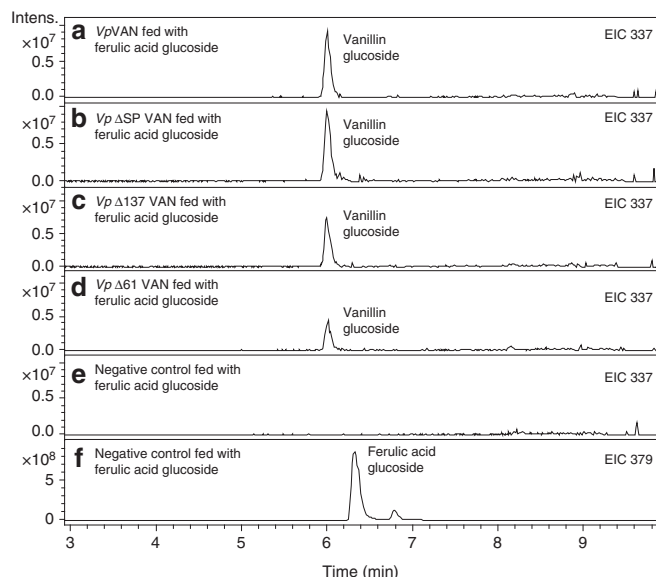 Intens.
×10⁷
a VpVAN fed with
ferulic acid glucoside
Vanillin
glucoside
EIC 337
0.5
0.0
×10⁷
b Vp ΔSP VAN fed with
ferulic acid glucoside
Vanillin
glucoside
EIC 337
0.5
0.0
×10⁷
c Vp Δ137 VAN fed with
ferulic acid glucoside
Vanillin
glucoside
EIC 337
0.5
0.0
×10⁷
d Vp Δ61 VAN fed with
ferulic acid glucoside
Vanillin
glucoside
EIC 337
0.5
0.0
×10⁷
e Negative control fed with
ferulic acid glucoside
EIC 337
0.5
0.0
×10⁸
f Negative control fed with
ferulic acid glucoside
Ferulic acid
glucoside
EIC 379
5
0
3 4 5 6 7 8 9
Time (min)